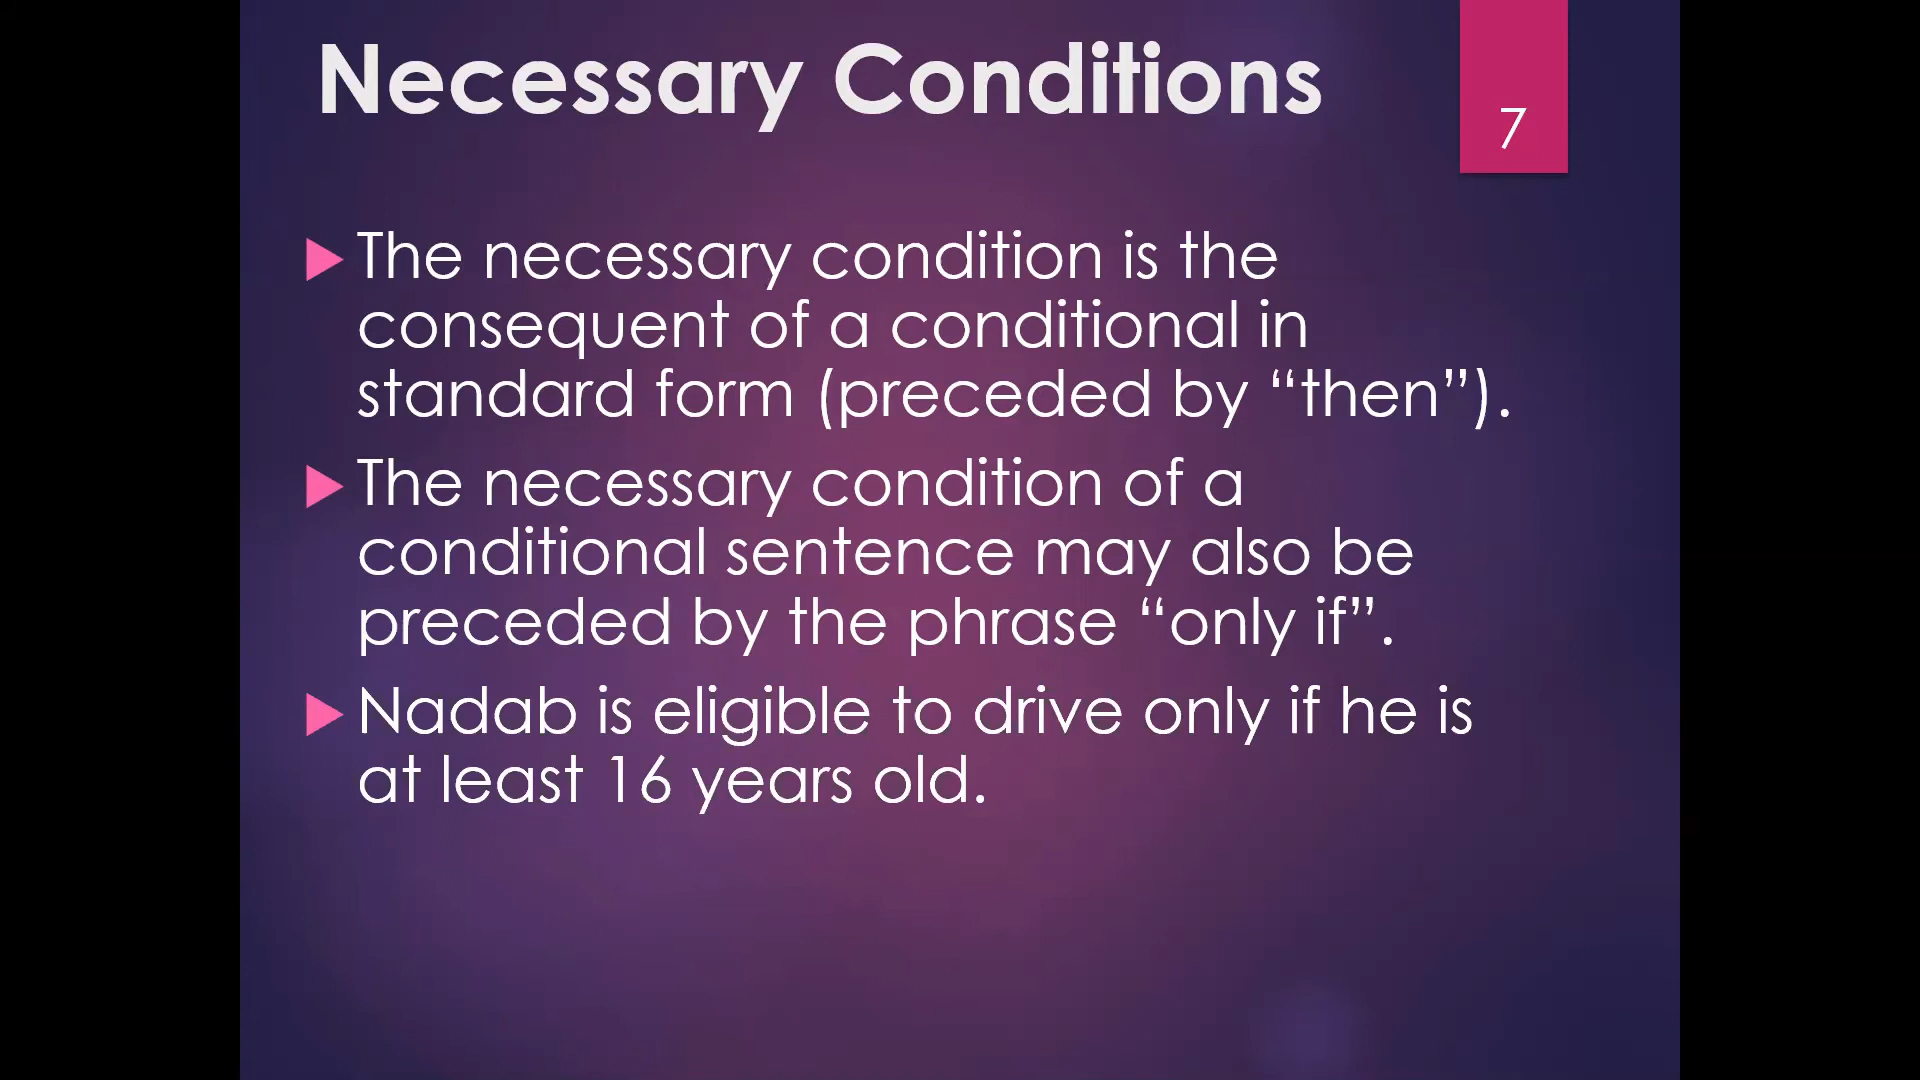 Necessary Conditions
7
The necessary condition is the
consequent of a conditional in
standard form (preceded by “then”).
The necessary condition of a
conditional sentence may also be
preceded by the phrase “only if”.
Nadab is eligible to drive only if he is
at least 16 years old.